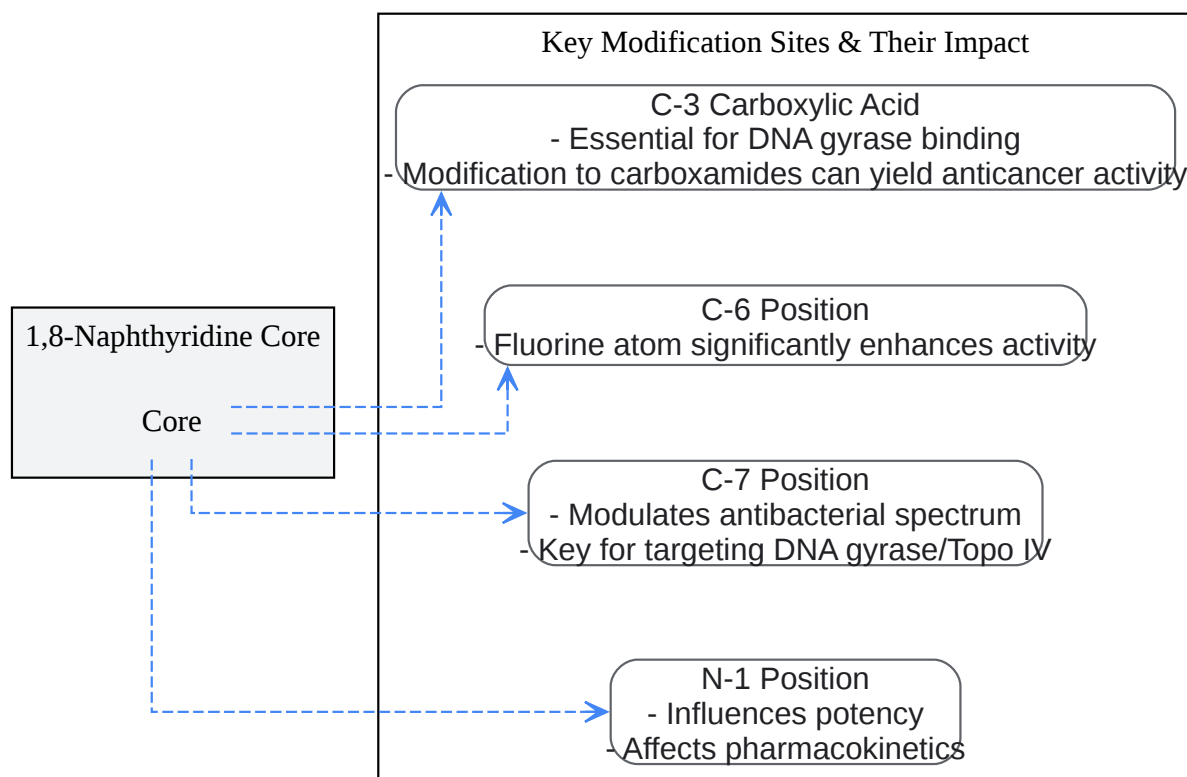 Key Modification Sites & Their Impact
C-3 Carboxylic Acid
- Essential for DNA gyrase binding
- Modification to carboxamides can yield anticancer activity
C-6 Position
- Fluorine atom significantly enhances activity
1,8-Naphthyridine Core
Core
C-7 Position
- Modulates antibacterial spectrum
- Key for targeting DNA gyrase/Topo IV
N-1 Position
- Influences potency
- Affects pharmacokinetics